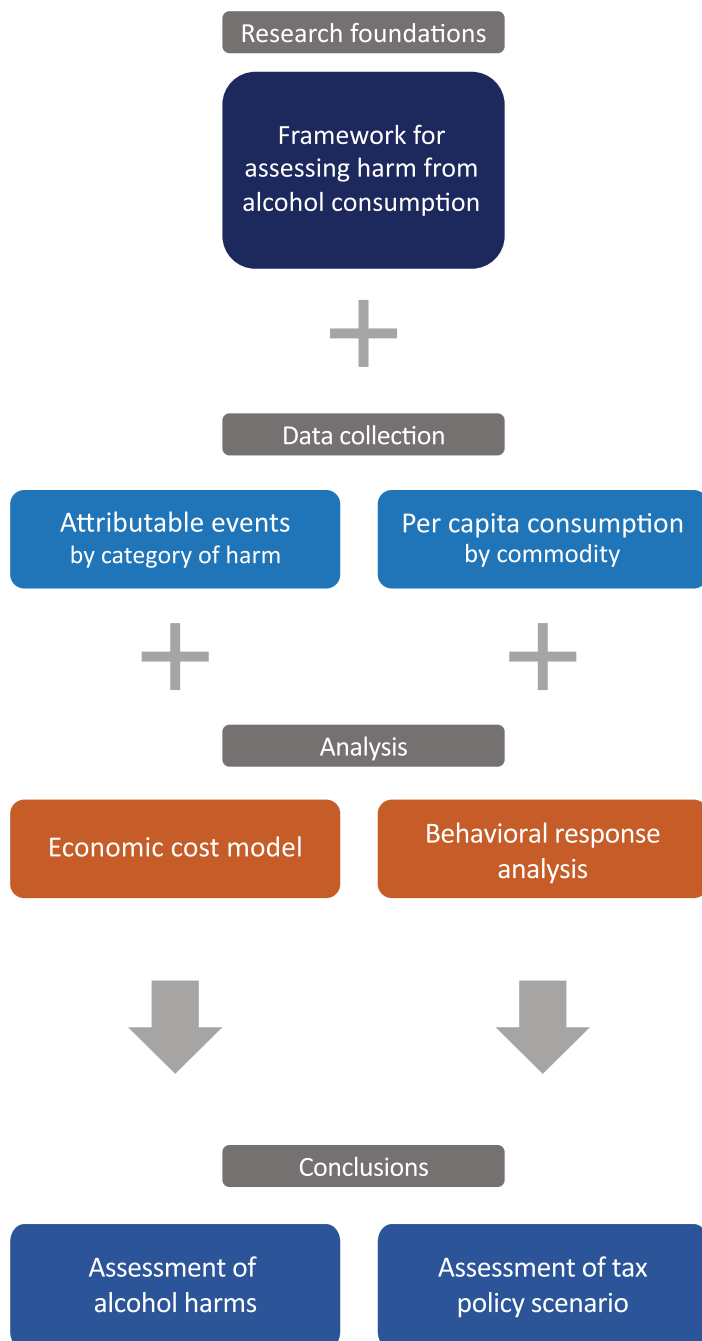 Research foundations
Framework for
assessing harm from
alcohol consumption
Data collection
Attributable events
by category of harm
Per capita consumption
by commodity
Analysis
Economic cost model
Behavioral response
analysis
Conclusions
Assessment of
alcohol harms
Assessment of tax
policy scenario